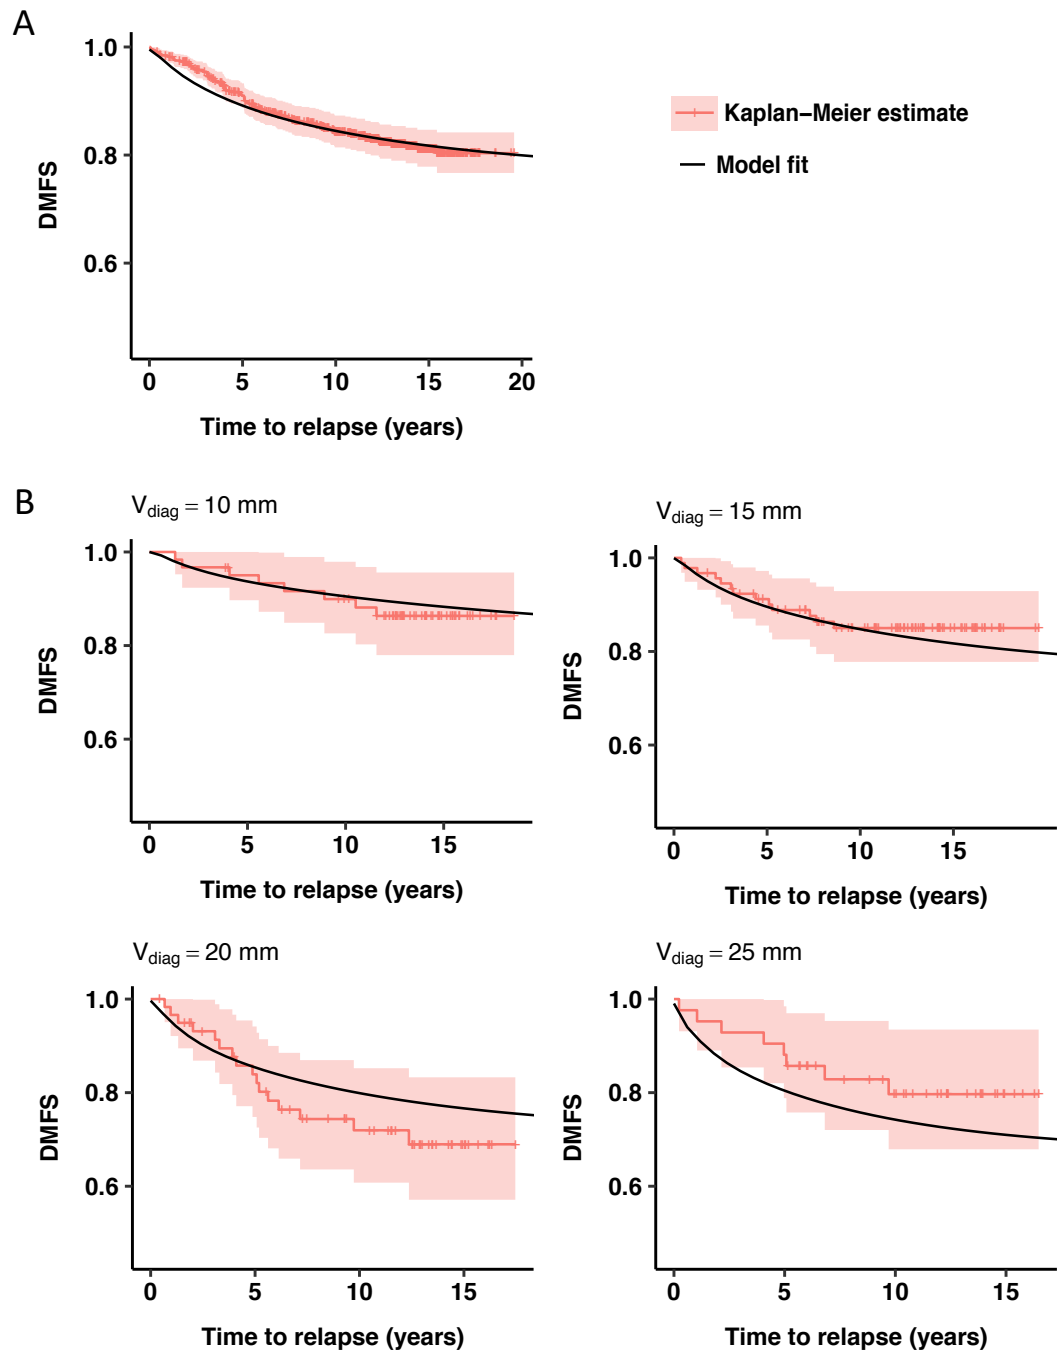 A
1.0
0.8
0.6
DMFS
0 5 10 15 20
Time to relapse (years)
Kaplan−Meier estimate
Model fit
B
Vdiag = 10 mm
1.0
0.8
0.6
DMFS
0 5 10 15
Time to relapse (years)
Vdiag = 15 mm
1.0
0.8
0.6
DMFS
0 5 10 15
Time to relapse (years)
Vdiag = 20 mm
1.0
0.8
0.6
DMFS
0 5 10 15
Time to relapse (years)
Vdiag = 25 mm
1.0
0.8
0.6
DMFS
0 5 10 15
Time to relapse (years)